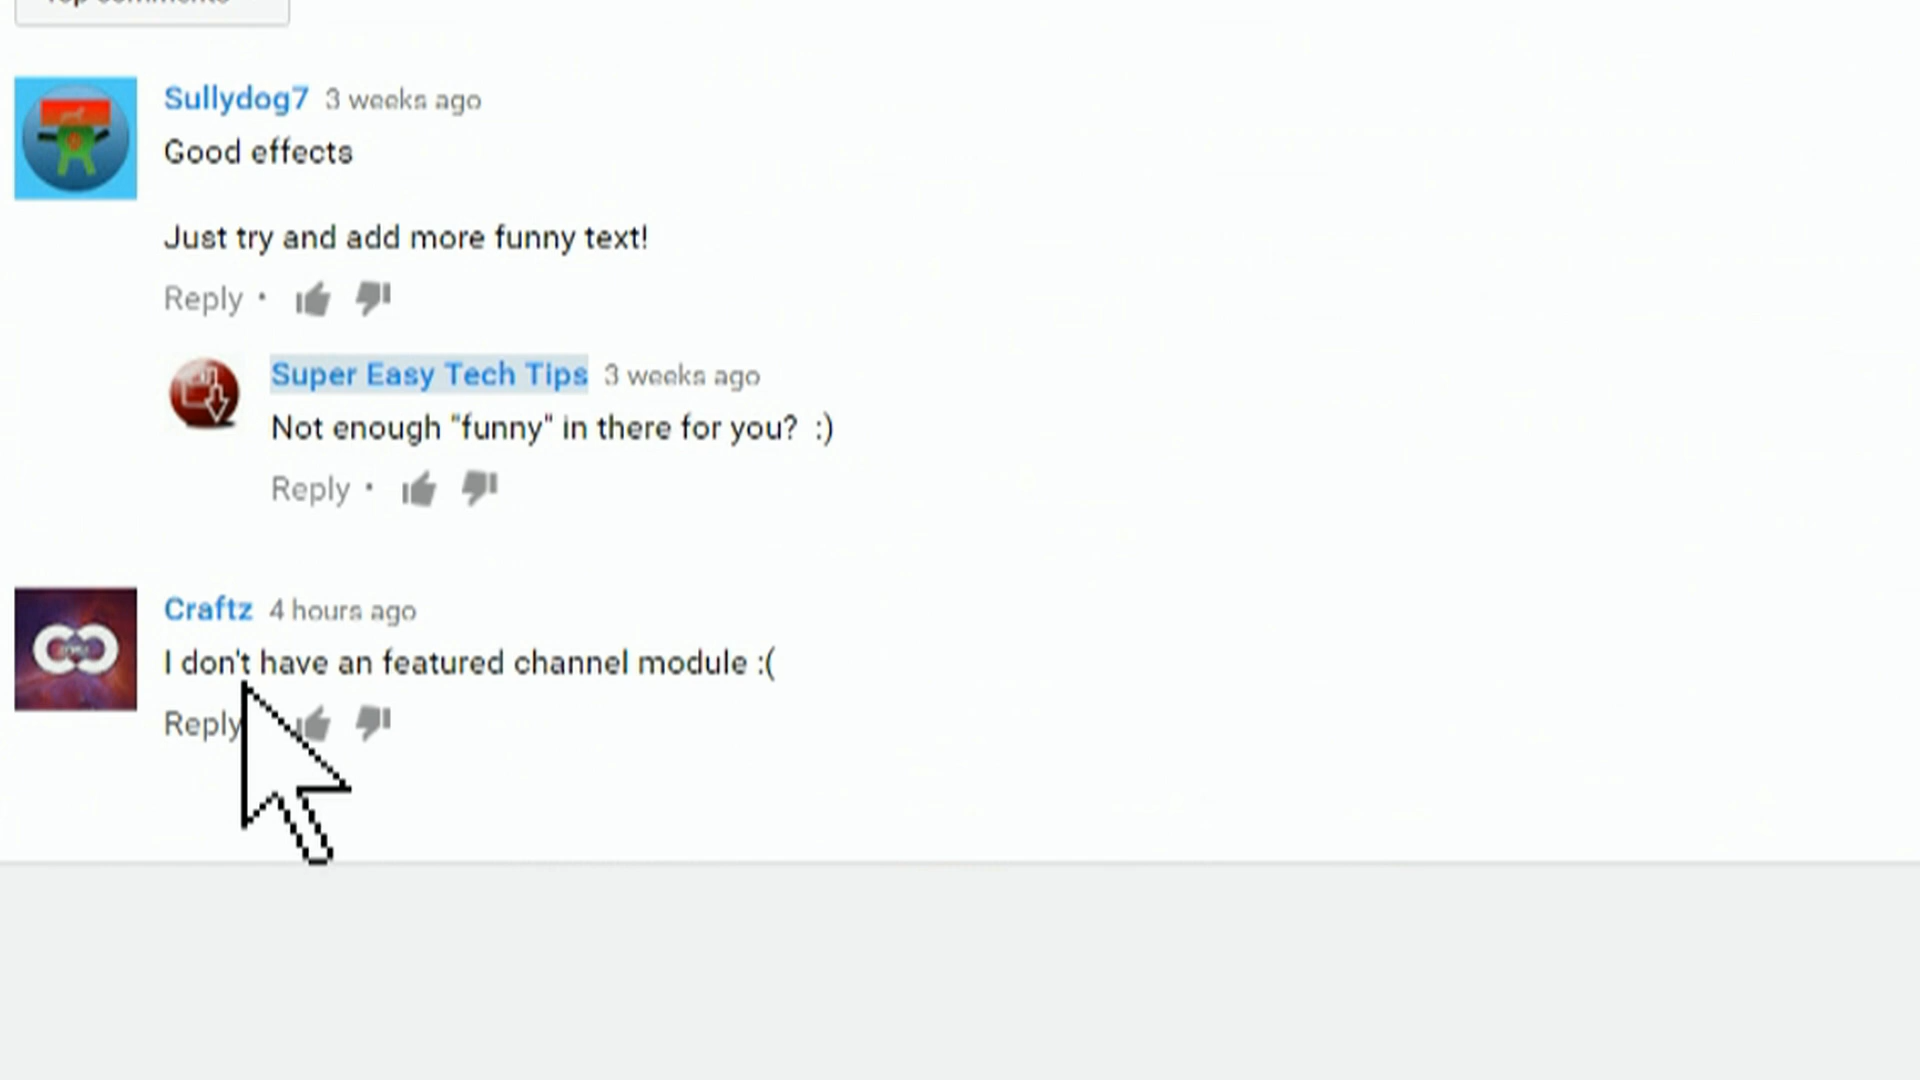 Top comments
Sullydog7 3 weeks ago
Good effects
Just try and add more funny text!
Reply •
Super Easy Tech Tips 3 weeks ago
Not enough "funny" in there for you? :)
Reply •
Craftz 4 hours ago
I don't have an featured channel module :(
Reply